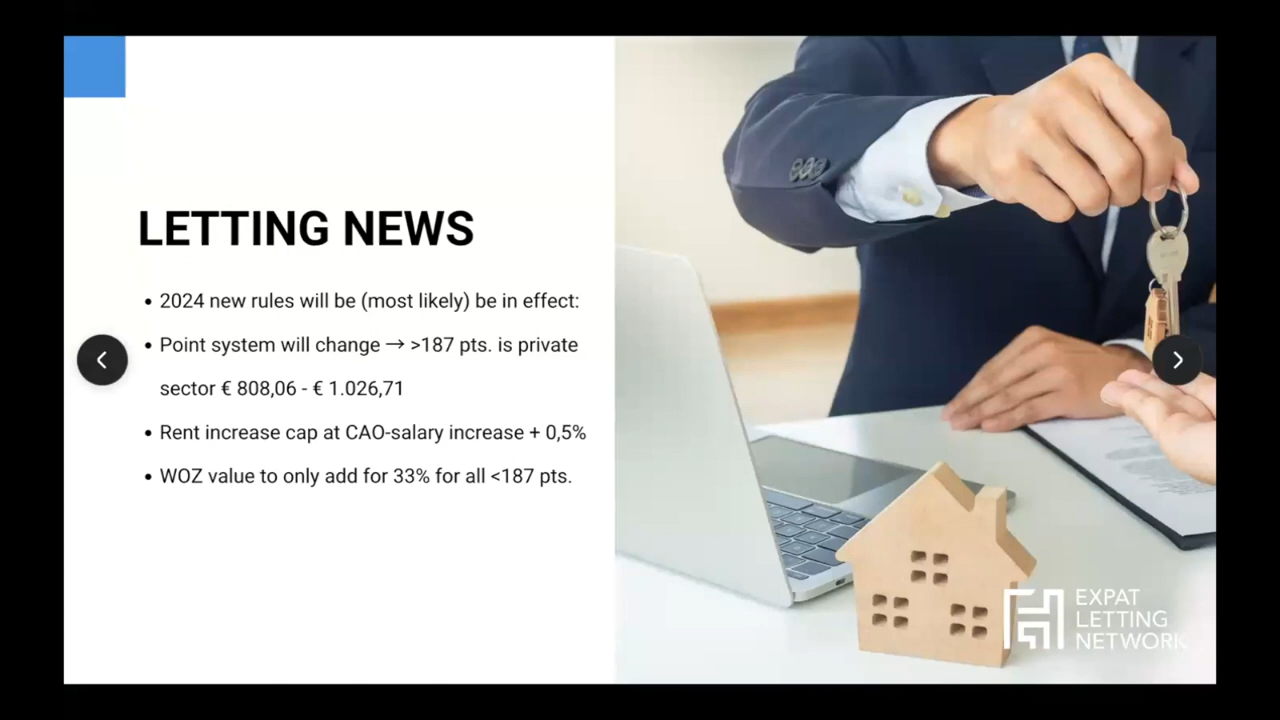 LETTING NEWS
• 2024 new rules will be (most likely) be in effect:
• Point system will change → >187 pts. is private
sector € 808,06 - € 1.026,71
• Rent increase cap at CAO-salary increase + 0,5%
• WOZ value to only add for 33% for all <187 pts.
EXPAT
LETTING
NETWORK